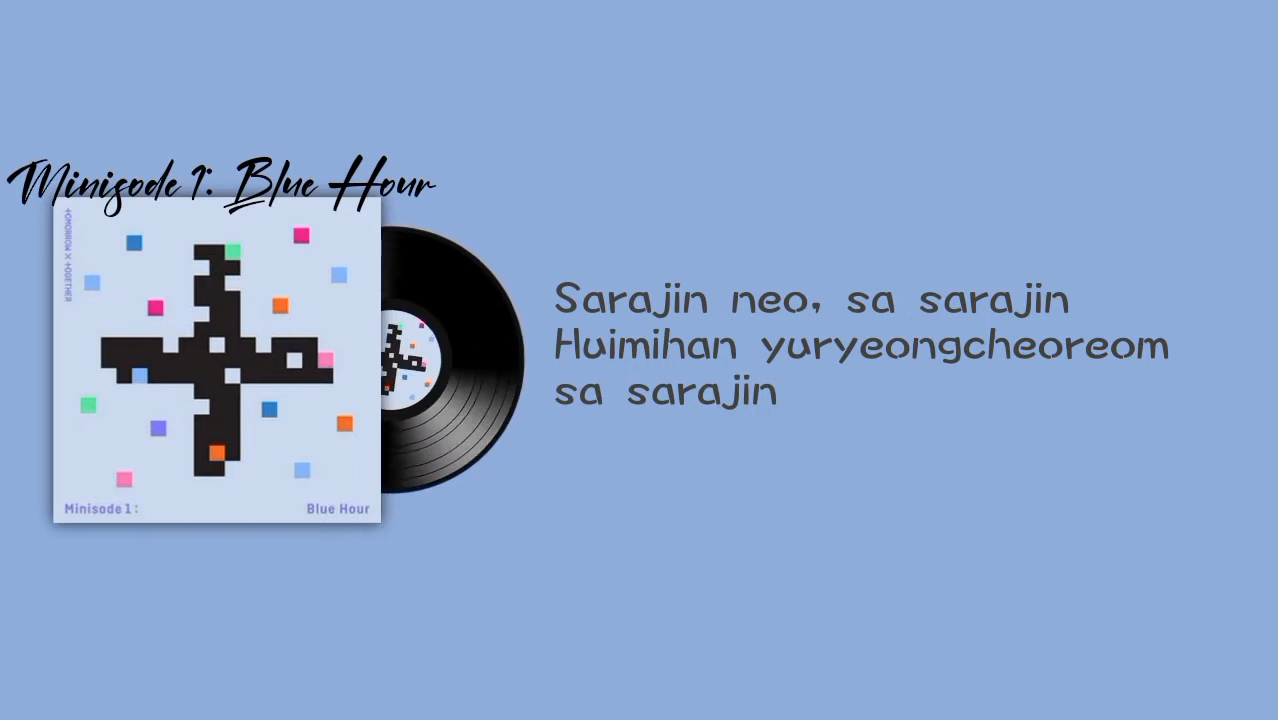 Minisode 1: Blue Hour
TOMORROW X TOGETHER
Minisode 1:
Blue Hour
Sarajin neo, sa sarajin
Huimihan yuryeongcheoreom
sa sarajin